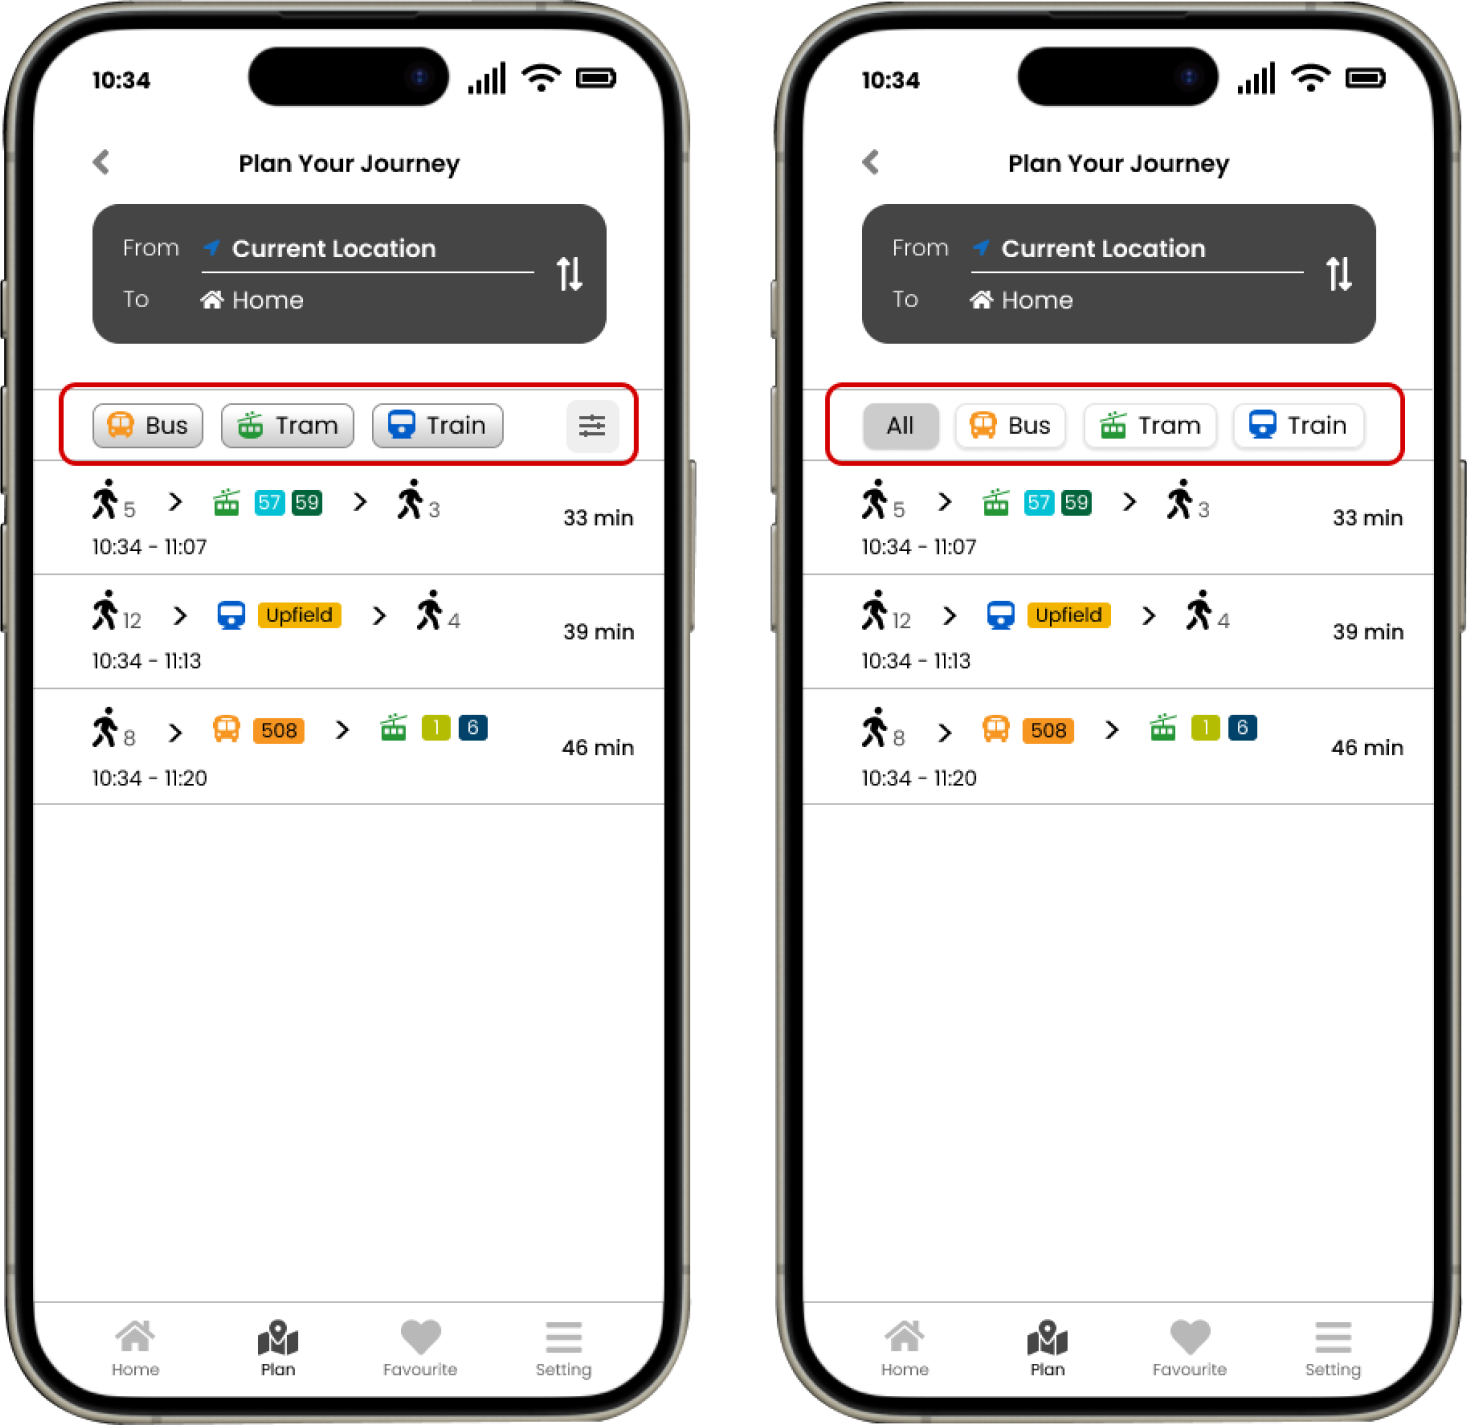 10:34
Plan Your Journey
From Current Location
To Home
Bus Tram Train
5 57 59 3 33 min
10:34 - 11:07
12 Upfield 4 39 min
10:34 - 11:13
8 508 1 6 46 min
10:34 - 11:20
Home Plan Favourite Setting
10:34
Plan Your Journey
From Current Location
To Home
All Bus Tram Train
5 57 59 3 33 min
10:34 - 11:07
12 Upfield 4 39 min
10:34 - 11:13
8 508 1 6 46 min
10:34 - 11:20
Home Plan Favourite Setting